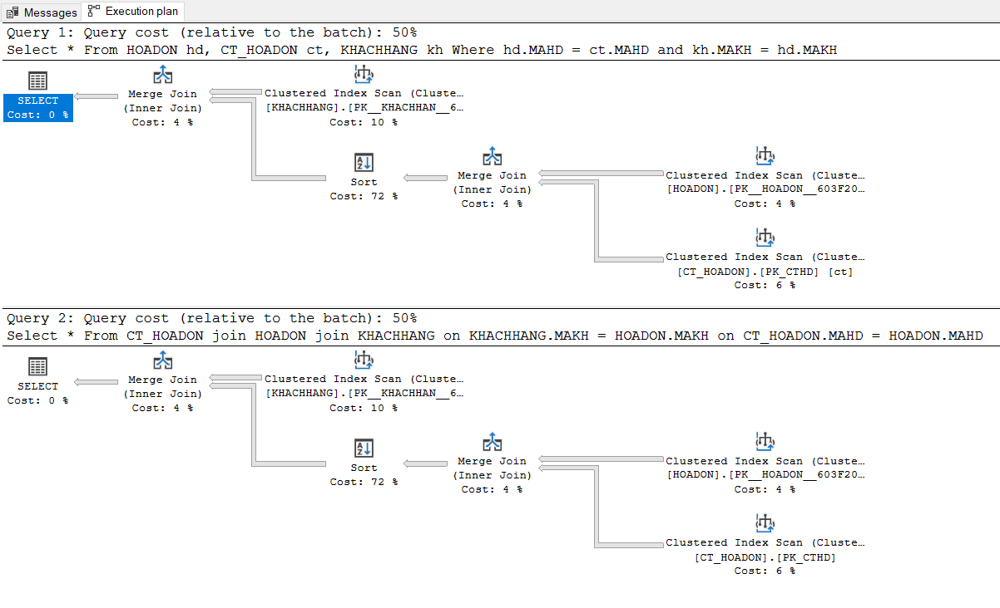 Messages Execution plan
Query 1: Query cost (relative to the batch): 50%
Select * From HOADON hd, CT_HOADON ct, KHACHHANG kh Where hd.MAHD = ct.MAHD and kh.MAKH = hd.MAKH
SELECT
Cost: 0 %
Merge Join
(Inner Join)
Cost: 4 %
Clustered Index Scan (Cluste…
[KHACHHANG].[PK__KHACHHAN__6…
Cost: 10 %
Sort
Cost: 72 %
Merge Join
(Inner Join)
Cost: 4 %
Clustered Index Scan (Cluste…
[HOADON].[PK__HOADON__603F20…
Cost: 4 %
Clustered Index Scan (Cluste…
[CT_HOADON].[PK_CTHD] [ct]
Cost: 6 %
Query 2: Query cost (relative to the batch): 50%
Select * From CT_HOADON join HOADON join KHACHHANG on KHACHHANG.MAKH = HOADON.MAKH on CT_HOADON.MAHD = HOADON.MAHD
SELECT
Cost: 0 %
Merge Join
(Inner Join)
Cost: 4 %
Clustered Index Scan (Cluste…
[KHACHHANG].[PK__KHACHHAN__6…
Cost: 10 %
Sort
Cost: 72 %
Merge Join
(Inner Join)
Cost: 4 %
Clustered Index Scan (Cluste…
[HOADON].[PK__HOADON__603F20…
Cost: 4 %
Clustered Index Scan (Cluste…
[CT_HOADON].[PK_CTHD]
Cost: 6 %